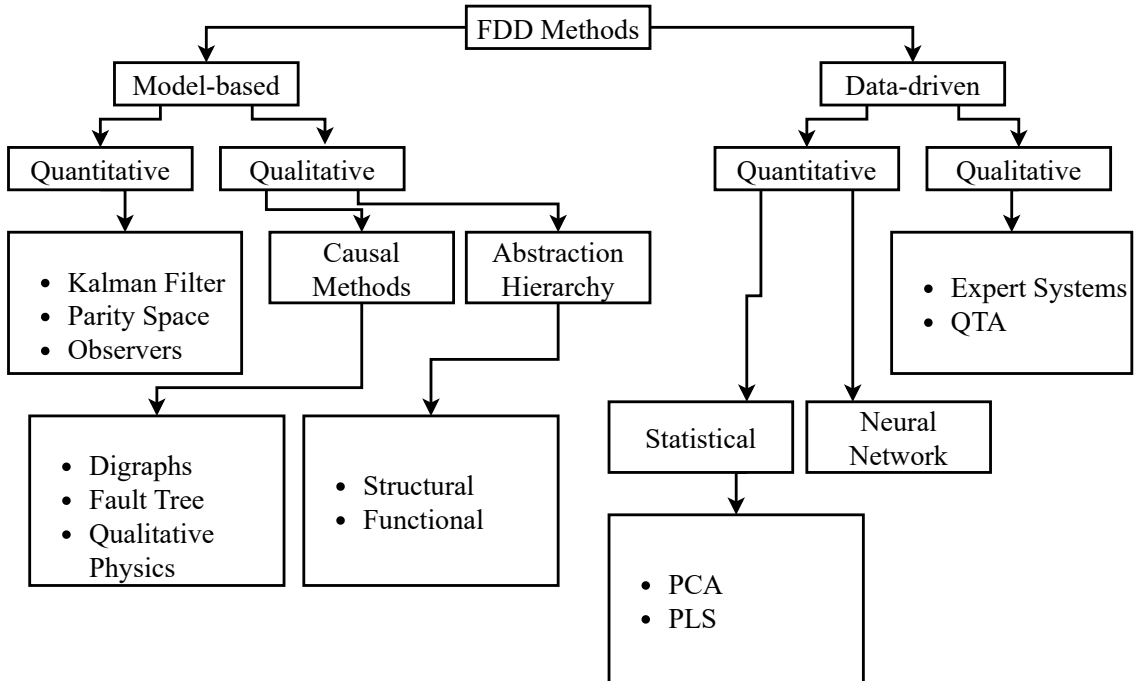 FDD Methods
Model-based
Data-driven
Quantitative
Qualitative
Quantitative
Qualitative
• Kalman Filter
• Parity Space
• Observers
Causal
Methods
Abstraction
Hierarchy
• Expert Systems
• QTA
• Digraphs
• Fault Tree
• Qualitative
Physics
• Structural
• Functional
Statistical
Neural
Network
• PCA
• PLS